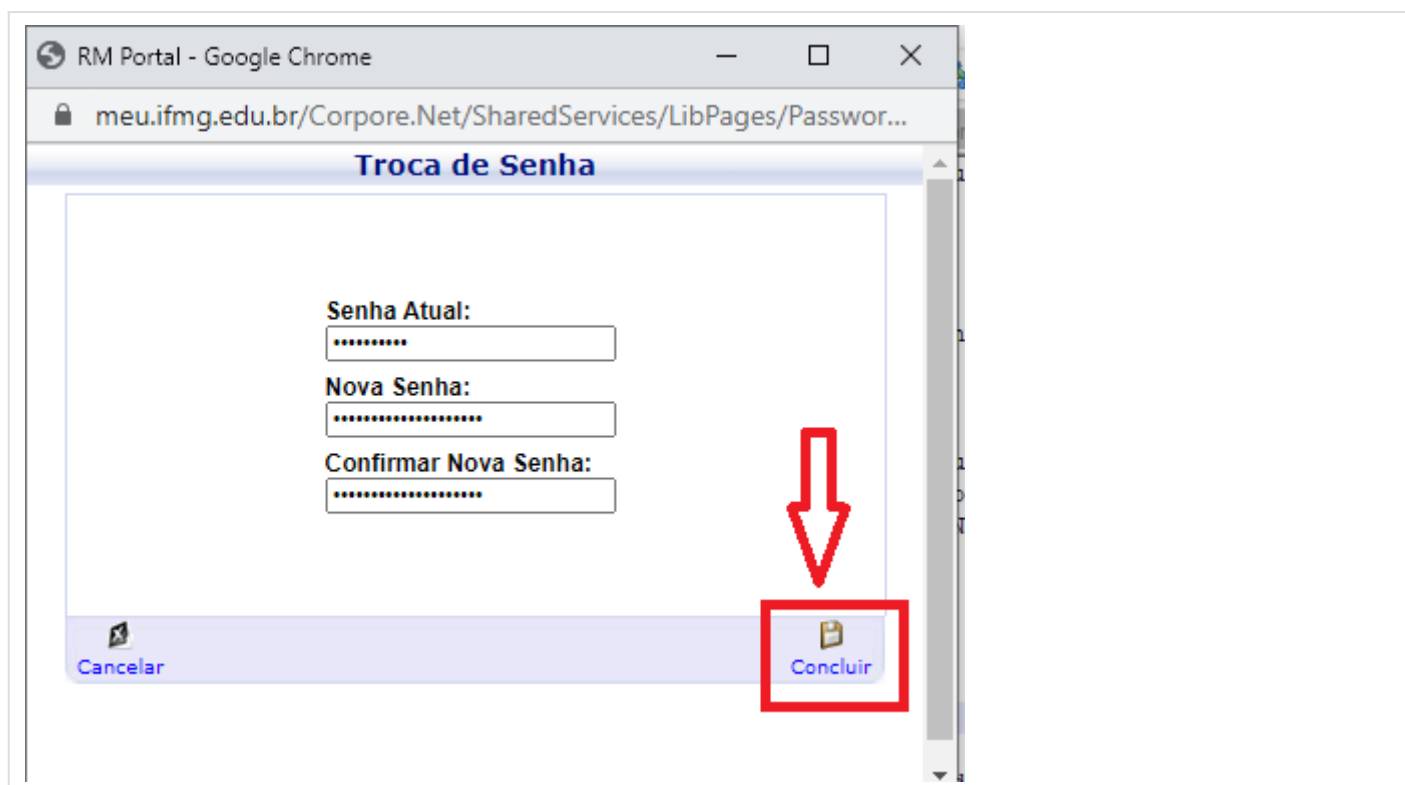 RM Portal - Google Chrome
meu.ifmg.edu.br/Corpore.Net/SharedServices/LibPages/Passwor...
Troca de Senha
Senha Atual:
••••••••••
Nova Senha:
••••••••••••••••••••
Confirmar Nova Senha:
••••••••••••••••••••
Cancelar
Concluir